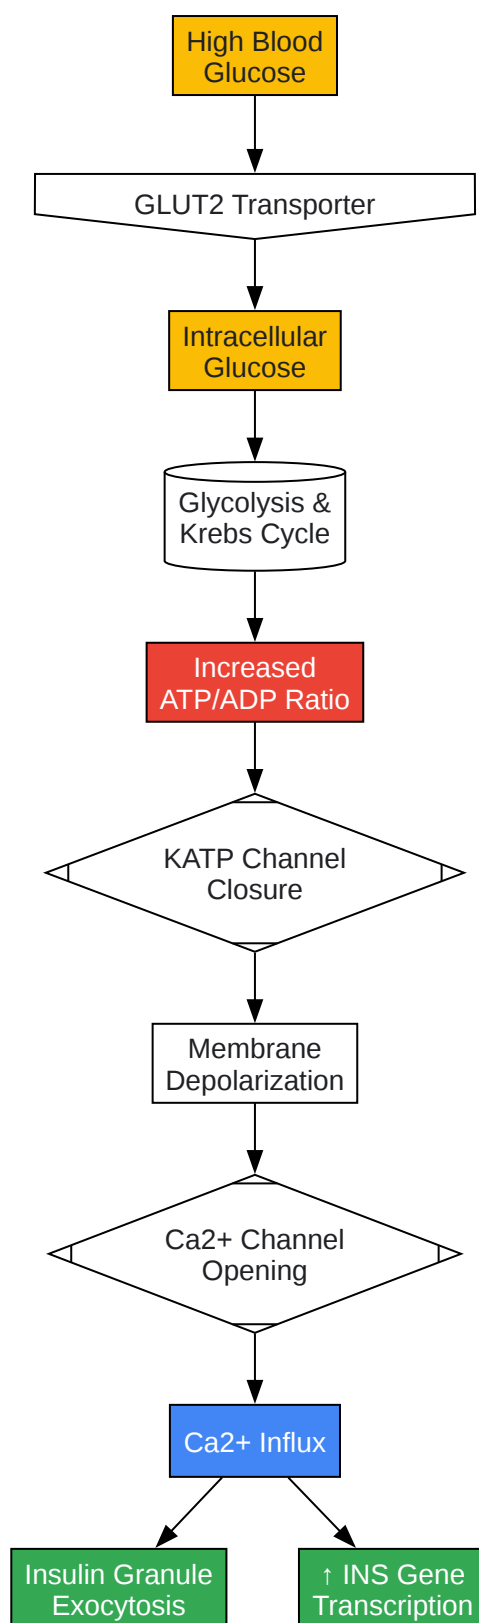 High Blood
Glucose
GLUT2 Transporter
Intracellular
Glucose
Glycolysis &
Krebs Cycle
Increased
ATP/ADP Ratio
KATP Channel
Closure
Membrane
Depolarization
Ca2+ Channel
Opening
Ca2+ Influx
Insulin Granule
Exocytosis
↑ INS Gene
Transcription